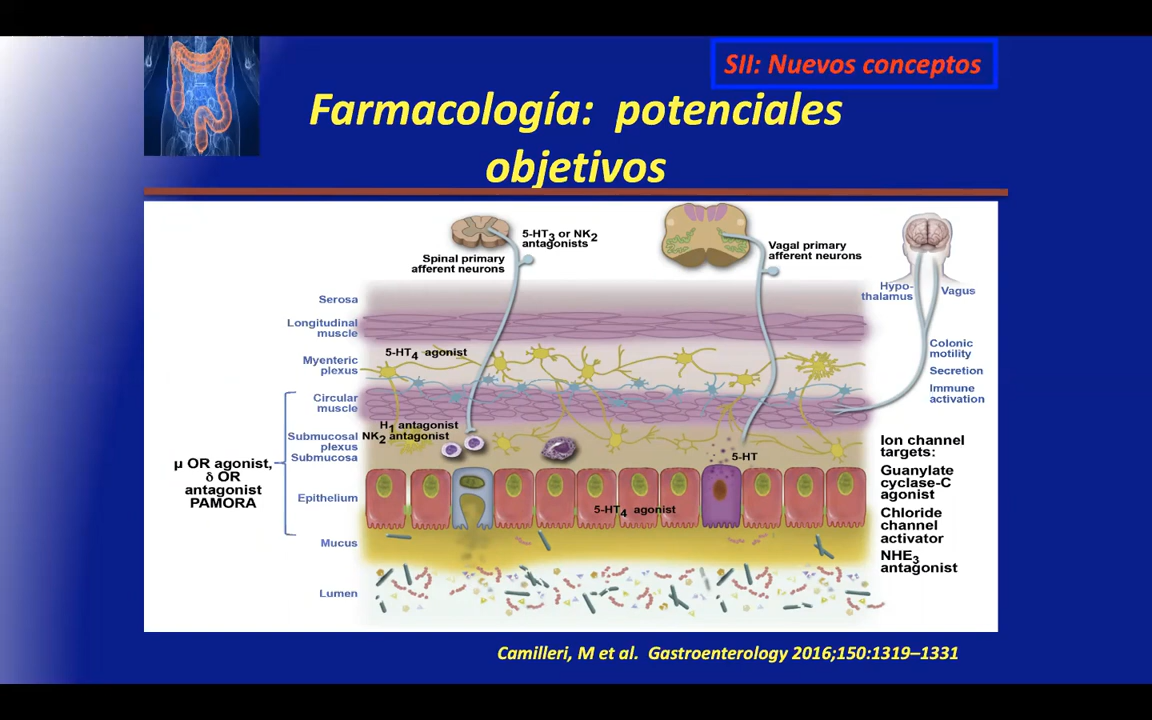 SII: Nuevos conceptos
Farmacología: potenciales
objetivos
5-HT3 or NK2
antagonists
Spinal primary
afferent neurons
Vagal primary
afferent neurons
Hypo-
thalamus
Vagus
Serosa
Longitudinal
muscle
Myenteric
plexus
5-HT4 agonist
Colonic
motility
Secretion
Immune
activation
Circular
muscle
H1 antagonist
NK2 antagonist
Submucosal
plexus
Submucosa
5-HT
µ OR agonist,
δ OR
antagonist
PAMORA
Epithelium
5-HT4 agonist
Mucus
Lumen
Ion channel
targets:
Guanylate
cyclase-C
agonist
Chloride
channel
activator
NHE3
antagonist
Camilleri, M et al. Gastroenterology 2016;150:1319–1331